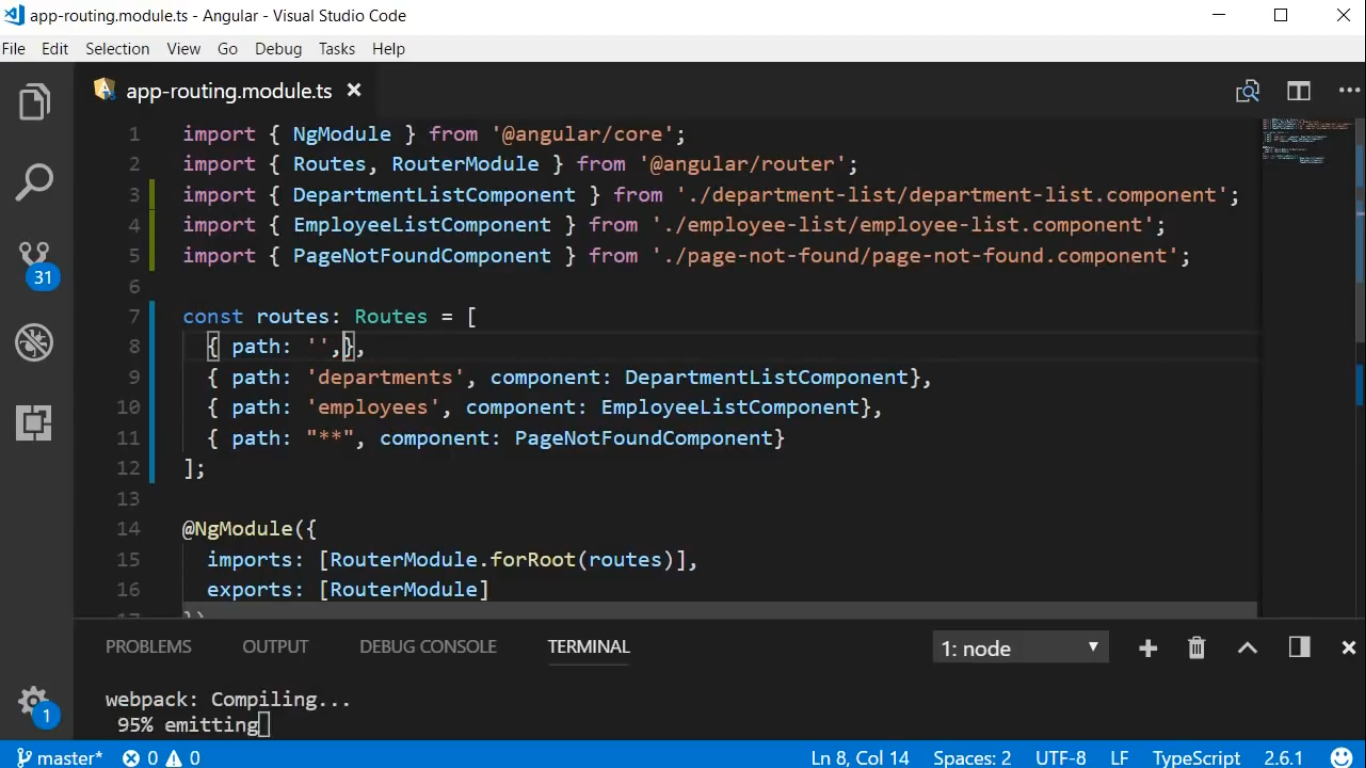 app-routing.module.ts - Angular - Visual Studio Code
File Edit Selection View Go Debug Tasks Help
app-routing.module.ts
1 import { NgModule } from '@angular/core';
2 import { Routes, RouterModule } from '@angular/router';
3 import { DepartmentListComponent } from './department-list/department-list.component';
4 import { EmployeeListComponent } from './employee-list/employee-list.component';
5 import { PageNotFoundComponent } from './page-not-found/page-not-found.component';
6
7 const routes: Routes = [
8 { path: '',},
9 { path: 'departments', component: DepartmentListComponent},
10 { path: 'employees', component: EmployeeListComponent},
11 { path: "**", component: PageNotFoundComponent}
12 ];
13
14 @NgModule({
15 imports: [RouterModule.forRoot(routes)],
16 exports: [RouterModule]
31
PROBLEMS OUTPUT DEBUG CONSOLE TERMINAL 1: node
webpack: Compiling...
95% emitting
1
master* 0 0 Ln 8, Col 14 Spaces: 2 UTF-8 LF TypeScript 2.6.1